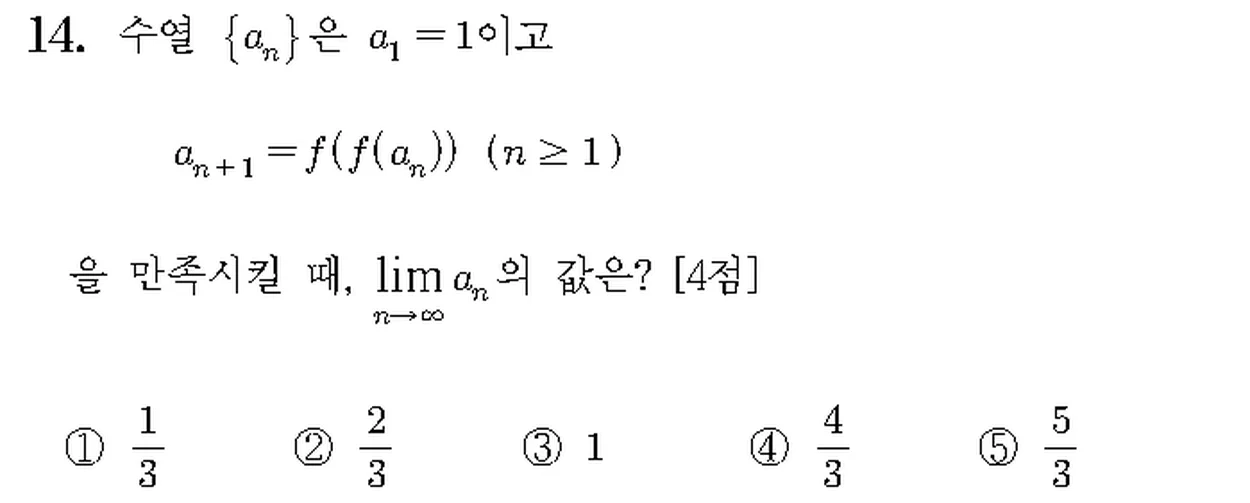 14. 수열 {aₙ}은 a₁ = 1이고
aₙ₊₁ = f(f(aₙ)) (n ≥ 1)
을 만족시킬 때, lim_{n→∞} aₙ의 값은? [4점]
① 1/3 ② 2/3 ③ 1 ④ 4/3 ⑤ 5/3